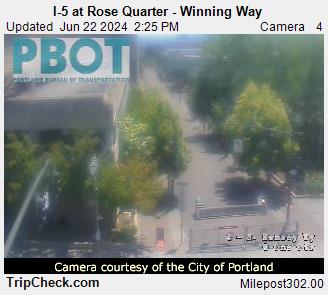 I-5 at Rose Quarter - Winning Way
Updated Jun 22 2024 2:25 PM Camera 4
PBOT
PORTLAND BUREAU OF TRANSPORTATION
Camera courtesy of the City of Portland
TripCheck.com Milepost302.00